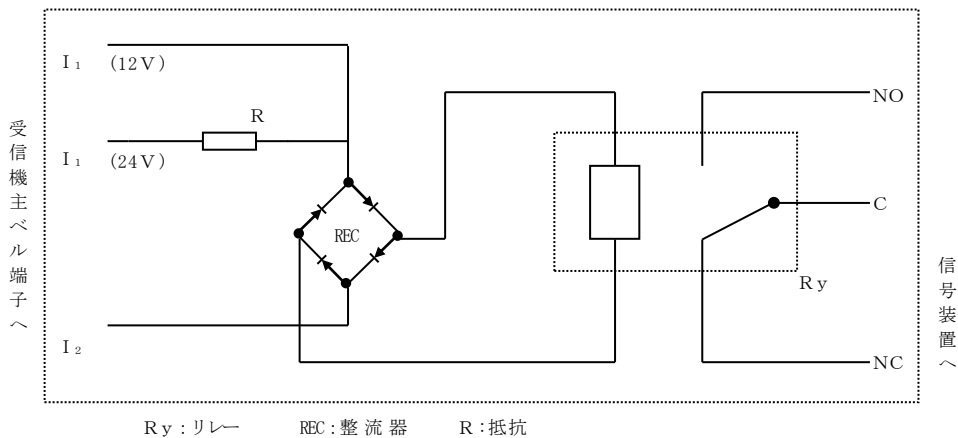 受信機主ベル端子へ
Ｉ₁ (12Ｖ)
Ｒ
Ｉ₁ (24Ｖ)
REC
Ｉ₂
NO
C
Ｒｙ
NC
信号装置へ
Ｒｙ：リレー　REC：整流器　Ｒ：抵抗